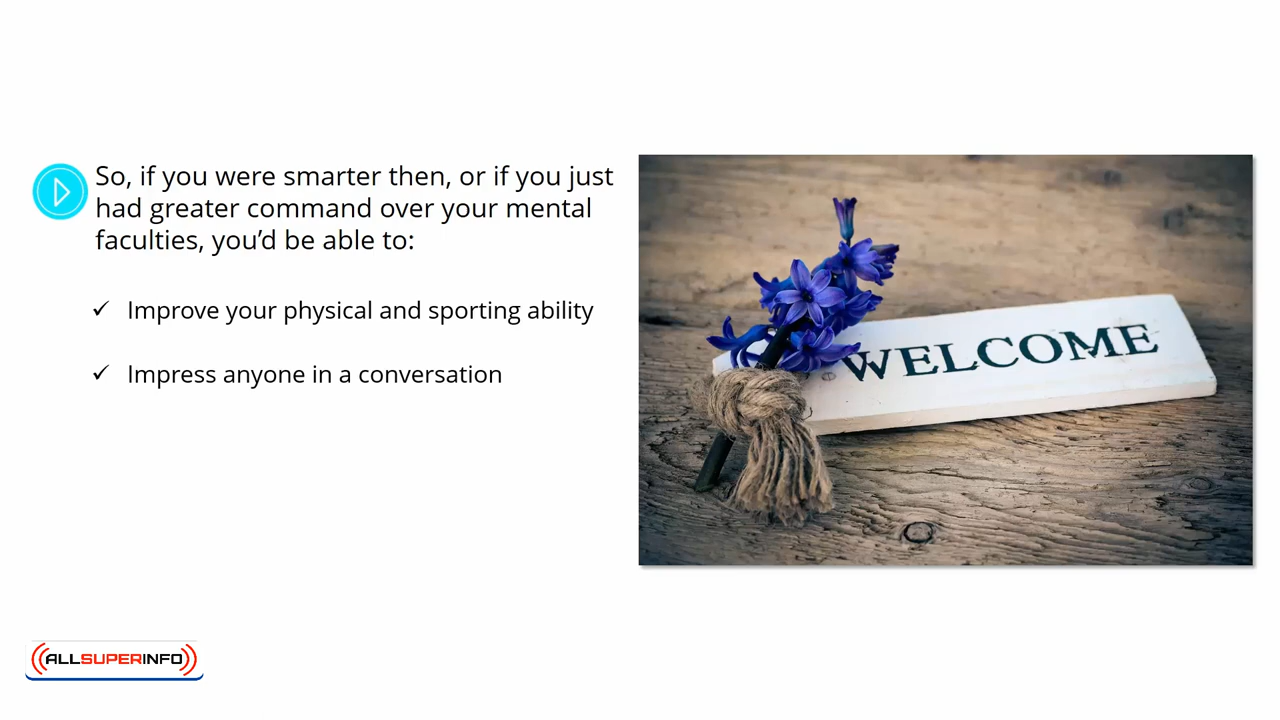 So, if you were smarter then, or if you just
had greater command over your mental
faculties, you’d be able to:
Improve your physical and sporting ability
Impress anyone in a conversation
WELCOME
ALLSUPERINFO